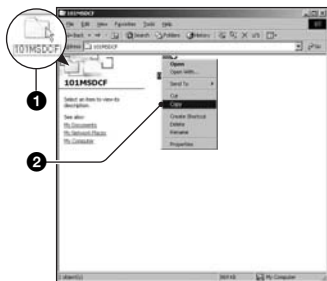 101MSDCF
File Edit View Favorites Tools Help
Back Search Folders History
Address 101MSDCF Go
101MSDCF
1
101MSDCF
Select an item to view its
description.
See also:
My Documents
My Network Places
My Computer
Open
Open With...
Send To
Cut
Copy
2
Create Shortcut
Delete
Rename
Properties
1 object(s)
My Computer